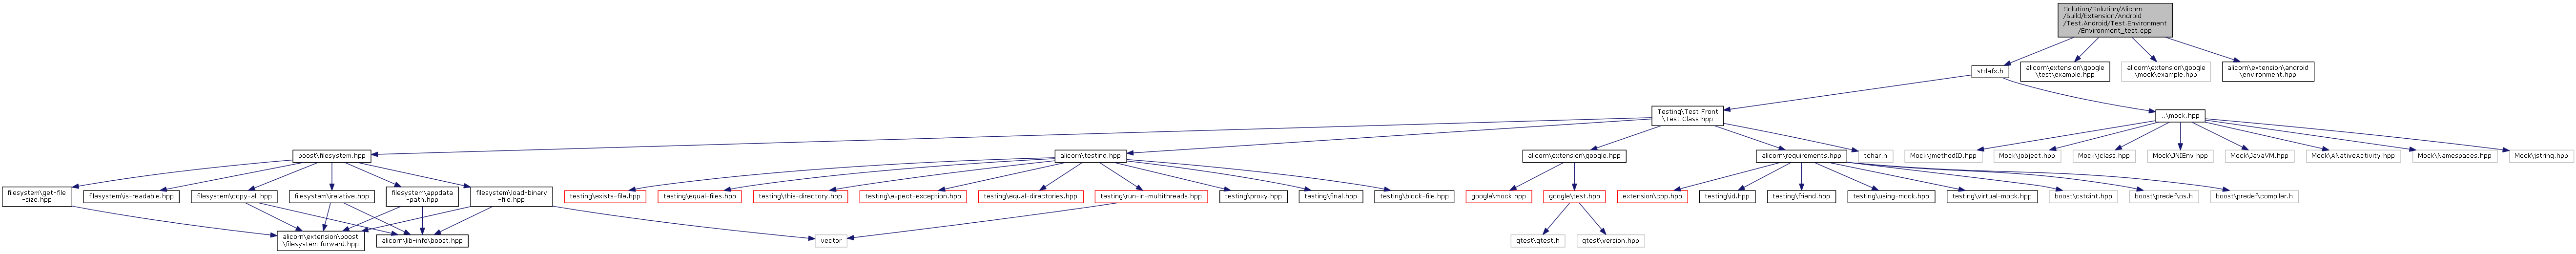 Solution/Solution/Alicorn
/Build/Extension/Android
/Test.Android/Test.Environment
/Environment_test.cpp
stdafx.h
alicorn\extension\google
\test\example.hpp
alicorn\extension\google
\mock\example.hpp
alicorn\extension\android
\environment.hpp
Testing\Test.Front
\Test.Class.hpp
..\mock.hpp
boost\filesystem.hpp
alicorn\testing.hpp
alicorn\extension\google.hpp
alicorn\requirements.hpp
tchar.h
Mock\jmethodID.hpp
Mock\jobject.hpp
Mock\jclass.hpp
Mock\JNIEnv.hpp
Mock\JavaVM.hpp
Mock\ANativeActivity.hpp
Mock\Namespaces.hpp
Mock\jstring.hpp
filesystem\get-file
-size.hpp
filesystem\is-readable.hpp
filesystem\copy-all.hpp
filesystem\relative.hpp
filesystem\appdata
-path.hpp
filesystem\load-binary
-file.hpp
testing\exists-file.hpp
testing\equal-files.hpp
testing\this-directory.hpp
testing\expect-exception.hpp
testing\equal-directories.hpp
testing\run-in-multithreads.hpp
testing\proxy.hpp
testing\final.hpp
testing\block-file.hpp
google\mock.hpp
google\test.hpp
extension\cpp.hpp
testing\id.hpp
testing\friend.hpp
testing\using-mock.hpp
testing\virtual-mock.hpp
boost\cstdint.hpp
boost\predef\os.h
boost\predef\compiler.h
alicorn\extension\boost
\filesystem.forward.hpp
alicorn\lib-info\boost.hpp
vector
gtest\gtest.h
gtest\version.hpp